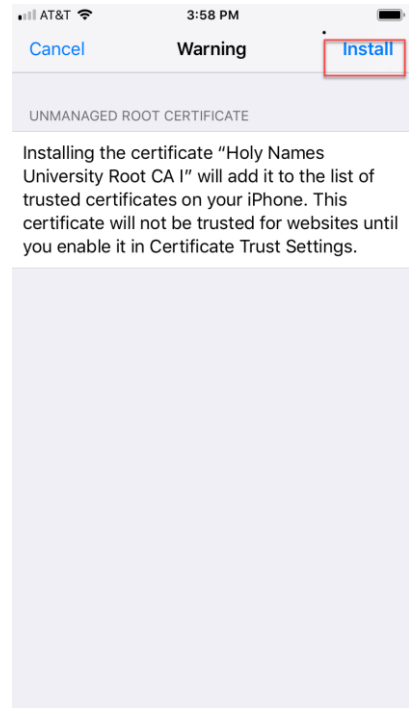 AT&T 3:58 PM
Cancel Warning Install
UNMANAGED ROOT CERTIFICATE
Installing the certificate “Holy Names
University Root CA I” will add it to the list of
trusted certificates on your iPhone. This
certificate will not be trusted for websites until
you enable it in Certificate Trust Settings.